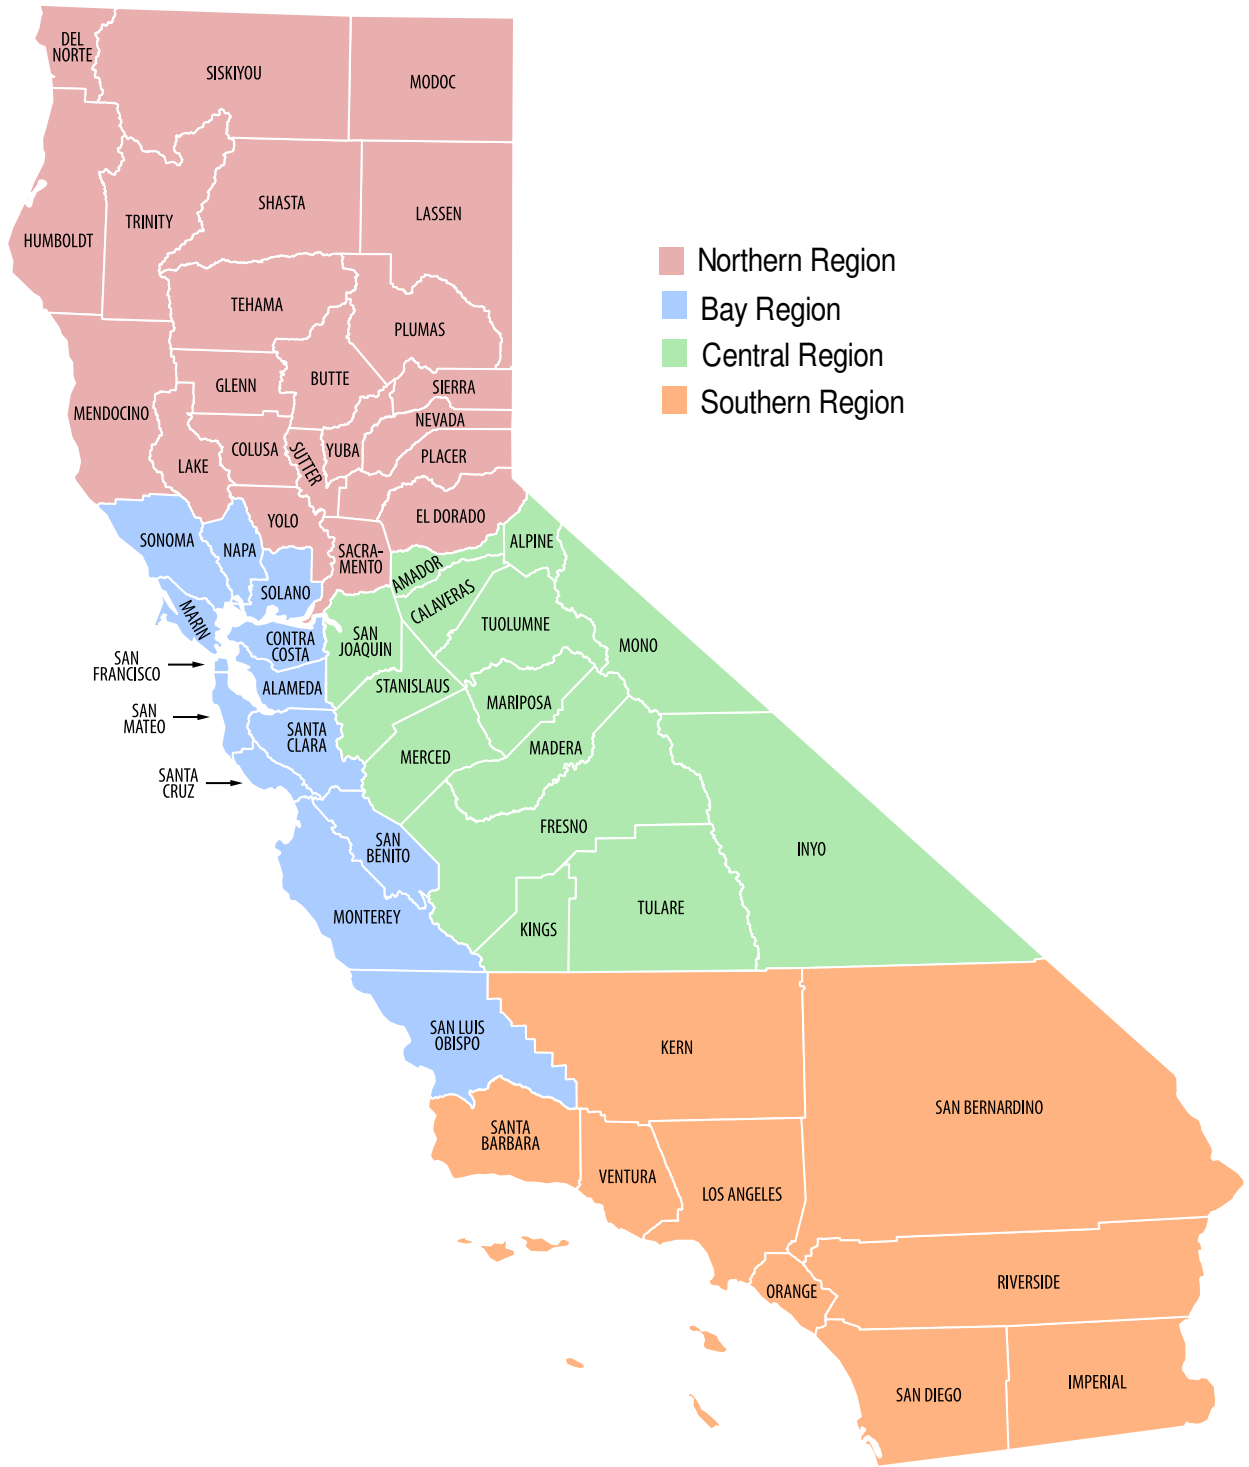 DEL
NORTE
SISKIYOU
MODOC
HUMBOLDT
TRINITY
SHASTA
LASSEN
TEHAMA
PLUMAS
MENDOCINO
GLENN
BUTTE
SIERRA
NEVADA
PLACER
LAKE
COLUSA
SUTTER
YUBA
YOLO
EL DORADO
SACRA-
MENTO
SONOMA
NAPA
SOLANO
MARIN
CONTRA
COSTA
SAN
FRANCISCO
ALAMEDA
SAN
MATEO
SANTA
CLARA
SANTA
CRUZ
SAN
BENITO
MONTEREY
SAN LUIS
OBISPO
ALPINE
AMADOR
CALAVERAS
TUOLUMNE
MONO
SAN
JOAQUIN
STANISLAUS
MARIPOSA
MERCED
MADERA
FRESNO
INYO
KINGS
TULARE
KERN
SAN BERNARDINO
SANTA
BARBARA
VENTURA
LOS ANGELES
ORANGE
RIVERSIDE
SAN DIEGO
IMPERIAL
Northern Region
Bay Region
Central Region
Southern Region